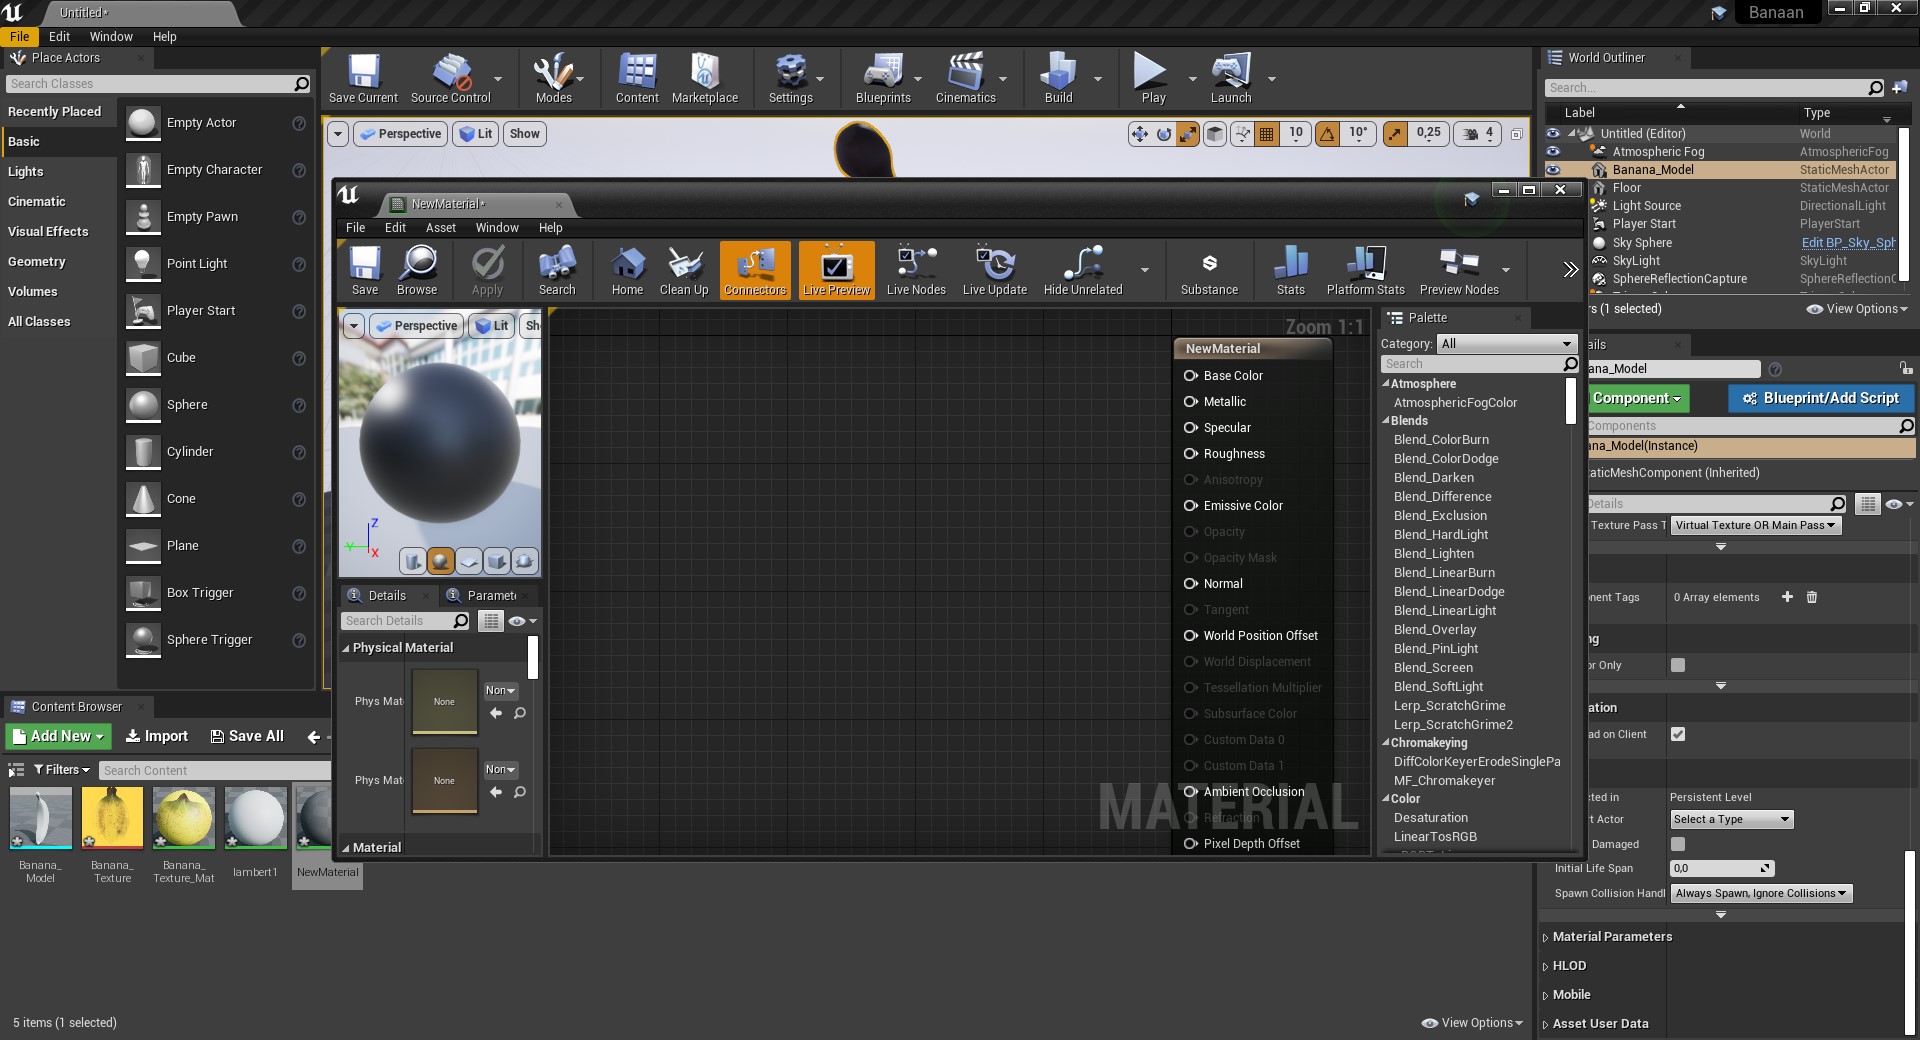 Untitled*
Banaan
File Edit Window Help
Place Actors
Search Classes
Recently Placed
Basic
Lights
Cinematic
Visual Effects
Geometry
Volumes
All Classes
Empty Actor
Empty Character
Empty Pawn
Point Light
Player Start
Cube
Sphere
Cylinder
Cone
Plane
Box Trigger
Sphere Trigger
Save Current Source Control Modes Content Marketplace Settings Blueprints Cinematics Build Play Launch
Perspective Lit Show
10 10° 0,25 4
NewMaterial*
File Edit Asset Window Help
Save Browse Apply Search Home Clean Up Connectors Live Preview Live Nodes Live Update Hide Unrelated Substance Stats Platform Stats Preview Nodes
Perspective Lit Sh
Z
Y
X
Details Paramet
Search Details
Physical Material
Phys Mat
None
Non
Phys Mat
None
Non
Material
Zoom 1:1
NewMaterial
Base Color
Metallic
Specular
Roughness
Anisotropy
Emissive Color
Opacity
Opacity Mask
Normal
Tangent
World Position Offset
World Displacement
Tessellation Multiplier
Subsurface Color
Custom Data 0
Custom Data 1
Ambient Occlusion
Refraction
Pixel Depth Offset
MATERIAL
Palette
Category: All
Search
Atmosphere
AtmosphericFogColor
Blends
Blend_ColorBurn
Blend_ColorDodge
Blend_Darken
Blend_Difference
Blend_Exclusion
Blend_HardLight
Blend_Lighten
Blend_LinearBurn
Blend_LinearDodge
Blend_LinearLight
Blend_Overlay
Blend_PinLight
Blend_Screen
Blend_SoftLight
Lerp_ScratchGrime
Lerp_ScratchGrime2
Chromakeying
DiffColorKeyerErodeSinglePa
MF_Chromakeyer
Color
Desaturation
LinearTosRGB
World Outliner
Search...
Label Type
Untitled (Editor) World
Atmospheric Fog AtmosphericFog
Banana_Model StaticMeshActor
Floor StaticMeshActor
Light Source DirectionalLight
Player Start PlayerStart
Sky Sphere Edit BP_Sky_Sph
SkyLight SkyLight
SphereReflectionCapture SphereReflectionC
rs (1 selected) View Options
ails
ana_Model
Component Blueprint/Add Script
Components
ana_Model(Instance)
aticMeshComponent (Inherited)
Details
Texture Pass T Virtual Texture OR Main Pass
onent Tags 0 Array elements
ng
or Only
ation
ad on Client
cted in Persistent Level
rt Actor Select a Type
Damaged
Initial Life Span 0,0
Spawn Collision Handl Always Spawn, Ignore Collisions
Material Parameters
HLOD
Mobile
Asset User Data
Content Browser
Add New Import Save All
Filters Search Content
Banana_
Model
Banana_
Texture
Banana_
Texture_Mat
lambert1
NewMaterial
5 items (1 selected)
View Options